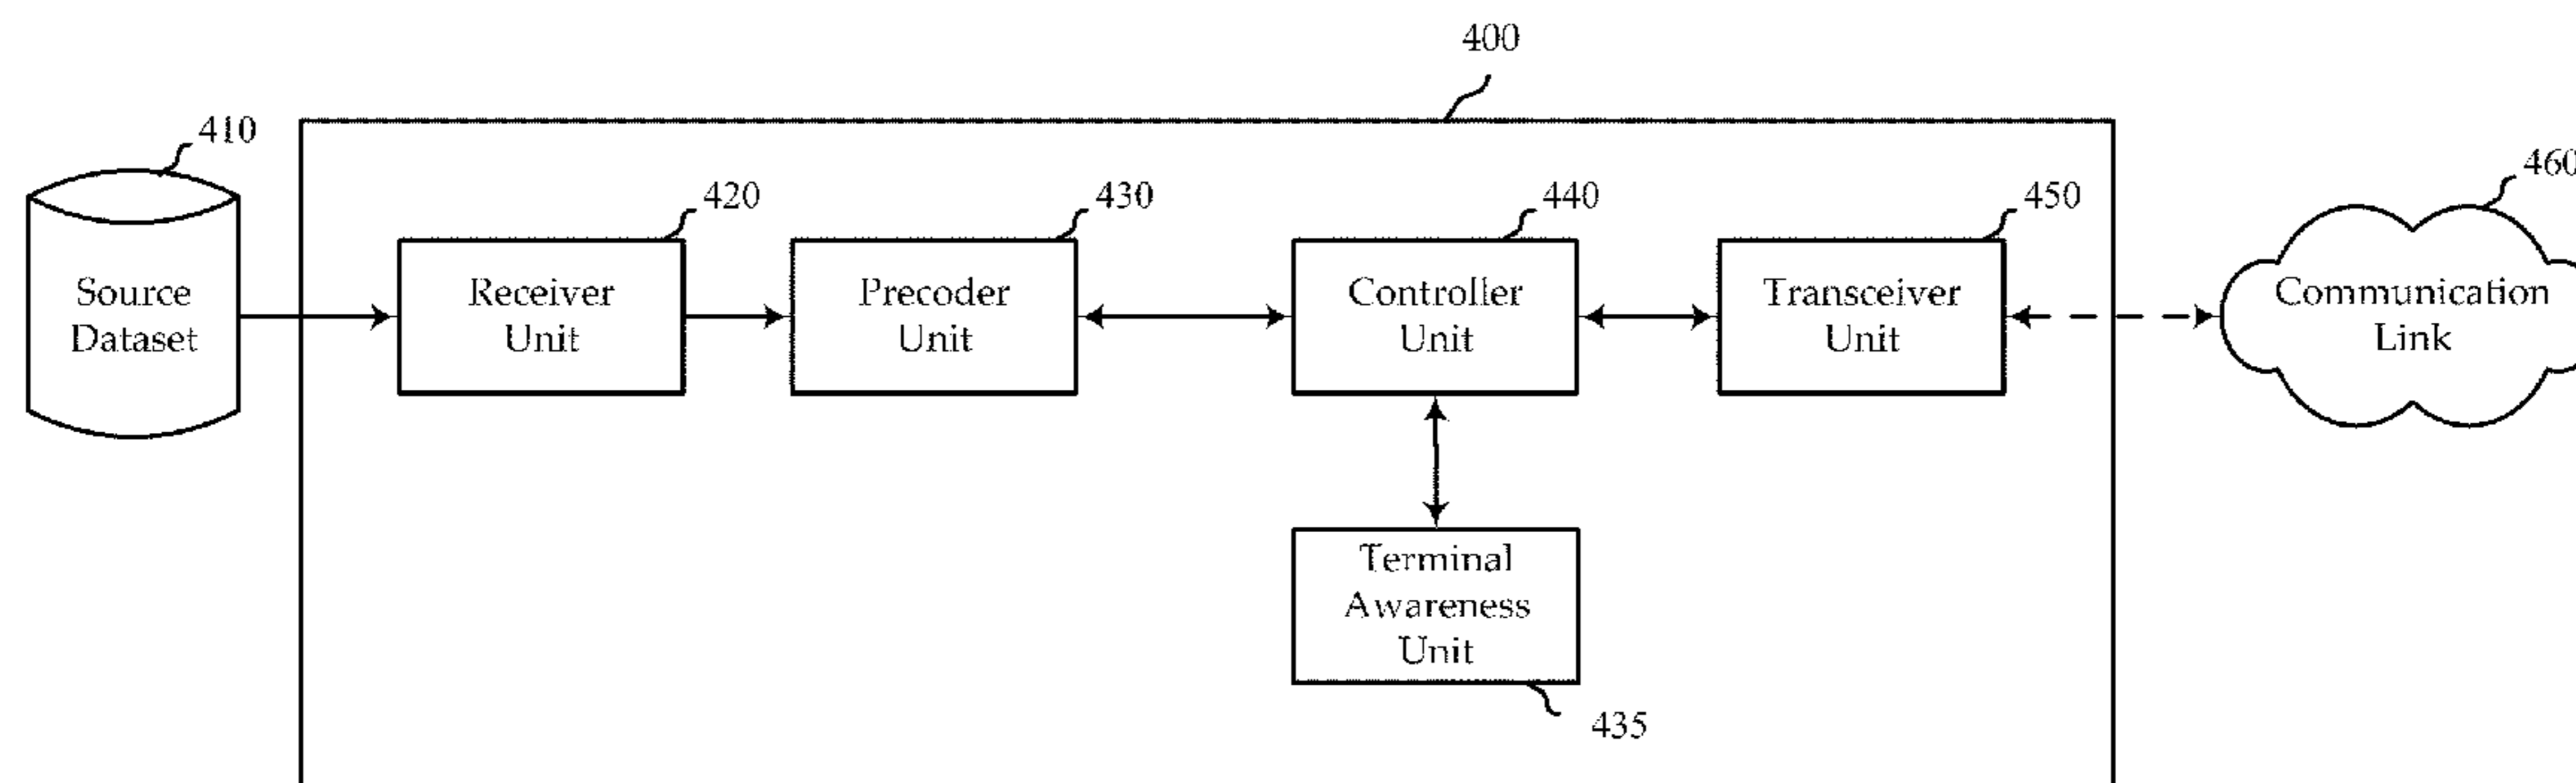 400
410
460
420
430
440
450
Source
Dataset
Receiver
Unit
Precoder
Unit
Controller
Unit
Transceiver
Unit
Communication
Link
Terminal
Awareness
Unit
435